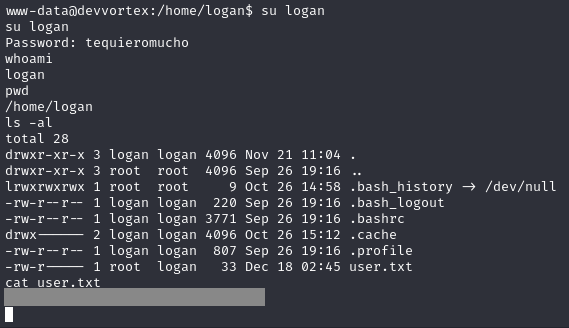 www-data@devvortex:/home/logan$ su logan
su logan
Password: tequieromucho
whoami
logan
pwd
/home/logan
ls -al
total 28
drwxr-xr-x 3 logan logan 4096 Nov 21 11:04 .
drwxr-xr-x 3 root  root  4096 Sep 26 19:16 ..
lrwxrwxrwx 1 root  root     9 Oct 26 14:58 .bash_history -> /dev/null
-rw-r--r-- 1 logan logan  220 Sep 26 19:16 .bash_logout
-rw-r--r-- 1 logan logan 3771 Sep 26 19:16 .bashrc
drwx------ 2 logan logan 4096 Oct 26 15:12 .cache
-rw-r--r-- 1 logan logan  807 Sep 26 19:16 .profile
-rw-r----- 1 root  logan   33 Dec 18 02:45 user.txt
cat user.txt